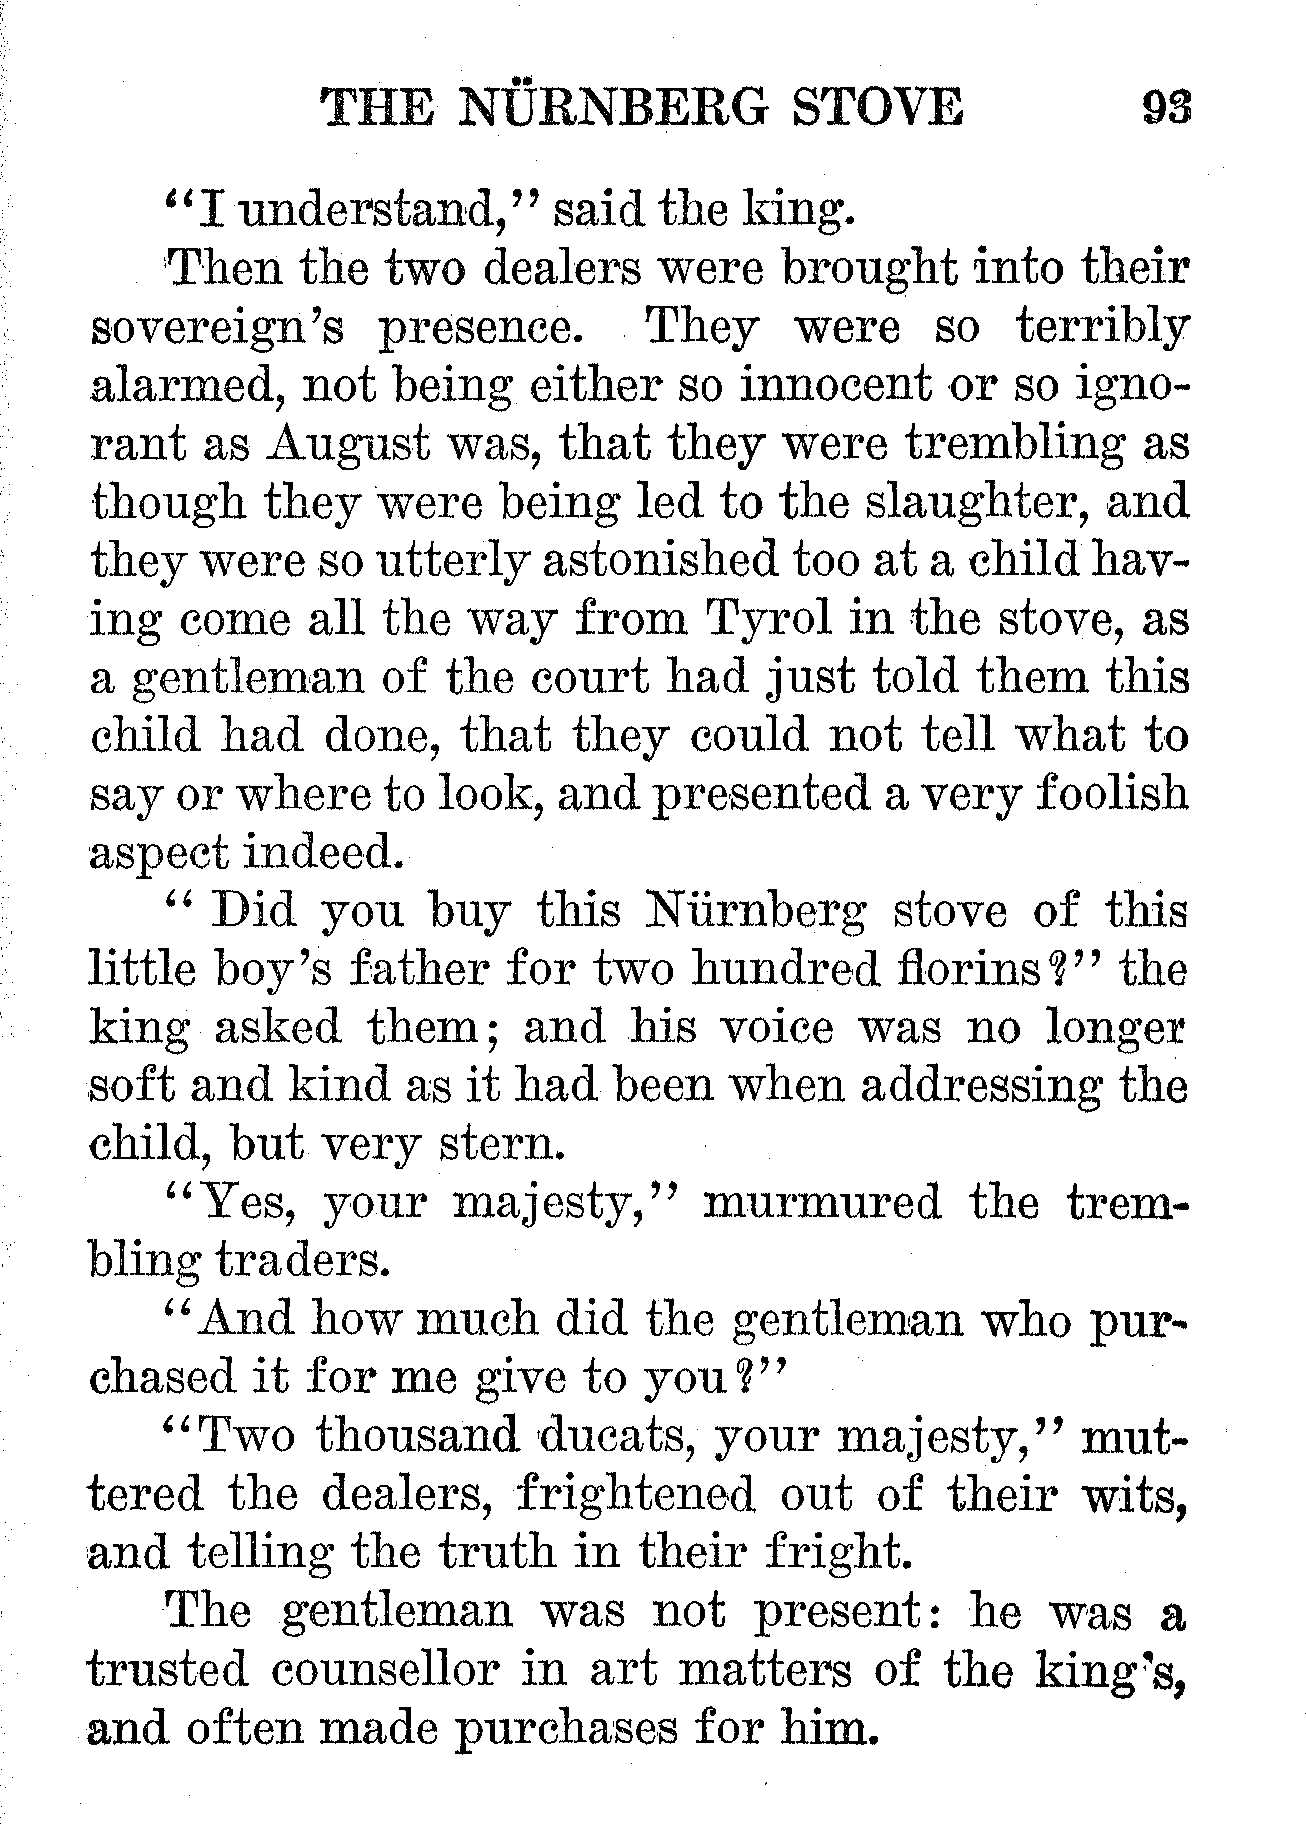 THE NÜRNBERG STOVE 93
“I understand,” said the king.
Then the two dealers were brought into their
sovereign’s presence. They were so terribly
alarmed, not being either so innocent or so igno-
rant as August was, that they were trembling as
though they were being led to the slaughter, and
they were so utterly astonished too at a child hav-
ing come all the way from Tyrol in the stove, as
a gentleman of the court had just told them this
child had done, that they could not tell what to
say or where to look, and presented a very foolish
aspect indeed.
“ Did you buy this Nürnberg stove of this
little boy’s father for two hundred florins?” the
king asked them; and his voice was no longer
soft and kind as it had been when addressing the
child, but very stern.
“Yes, your majesty,” murmured the trem-
bling traders.
“And how much did the gentleman who pur-
chased it for me give to you?”
“Two thousand ducats, your majesty,” mut-
tered the dealers, frightened out of their wits,
and telling the truth in their fright.
The gentleman was not present: he was a
trusted counsellor in art matters of the king’s,
and often made purchases for him.